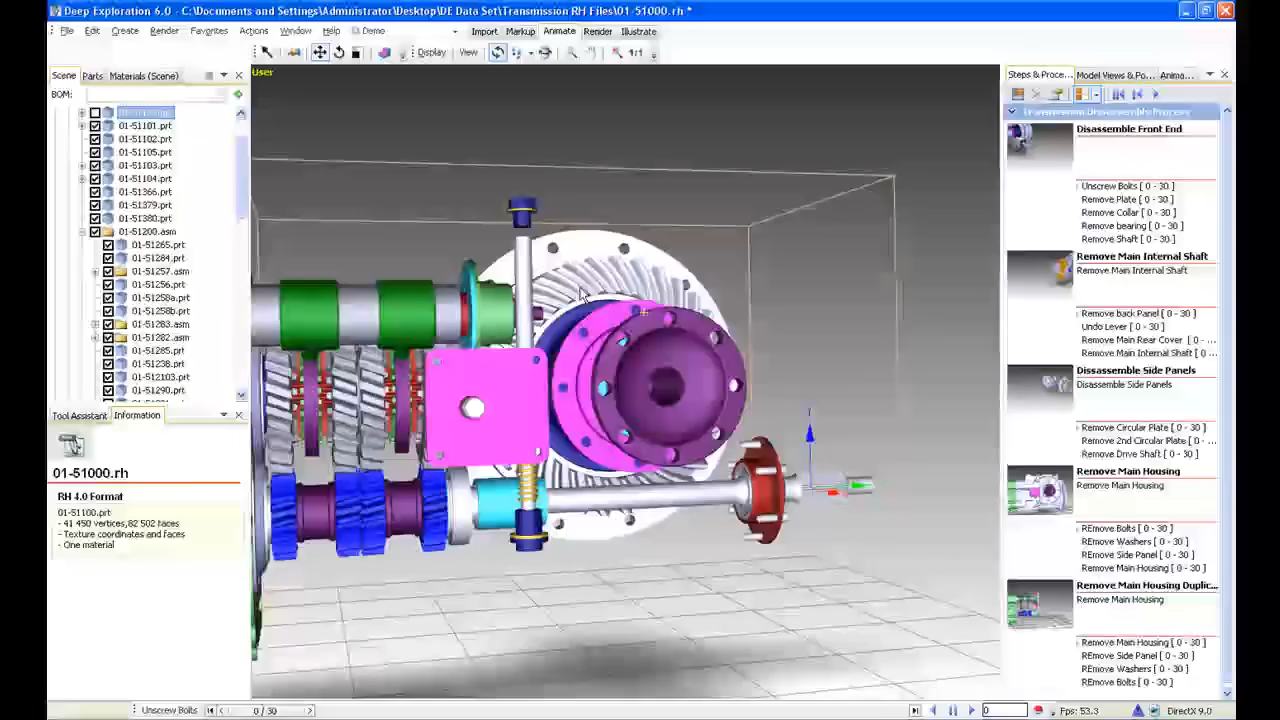 Deep Exploration 6.0 - C:\Documents and Settings\Administrator\Desktop\DE Data Set\Transmission RH Files\01-51000.rh *
File Edit Create Render Favorites Actions Window Help Demo Import Markup Animate Render Illustrate
Display View 1:1
Scene Parts Materials (Scene)
BOM:
01-51101.prt
01-51102.prt
01-51105.prt
01-51103.prt
01-51104.prt
01-51366.prt
01-51379.prt
01-51380.prt
01-51200.asm
01-51265.prt
01-51284.prt
01-51257.asm
01-51256.prt
01-51258a.prt
01-51258b.prt
01-51283.asm
01-51282.asm
01-51285.prt
01-51238.prt
01-512103.prt
01-51290.prt
Tool Assistant Information
01-51000.rh
RH 4.0 Format
01-51100.prt
- 41 450 vertices,82 502 faces
- Texture coordinates and faces
- One material
User
Steps & Proce... Model Views & Po... Anima...
Transmission Disassembly Process
Disassemble Front End
Unscrew Bolts [ 0 - 30 ]
Remove Plate [ 0 - 30 ]
Remove Collar [ 0 - 30 ]
Remove bearing [ 0 - 30 ]
Remove Shaft [ 0 - 30 ]
Remove Main Internal Shaft
Remove Main Internal Shaft
Remove back Panel [ 0 - 30 ]
Undo Lever [ 0 - 30 ]
Remove Main Rear Cover [ 0 - ...
Remove Main Internal Shaft [ 0 - ...
Disassemble Side Panels
Disassemble Side Panels
Remove Circular Plate [ 0 - 30 ]
Remove 2nd Circular Plate [ 0 - ...
Remove Drive Shaft [ 0 - 30 ]
Remove Main Housing
Remove Main Housing
REmove Bolts [ 0 - 30 ]
REmove Washers [ 0 - 30 ]
REmove Side Panel [ 0 - 30 ]
Remove Main Housing [ 0 - 30 ]
Remove Main Housing Duplic...
Remove Main Housing
Remove Main Housing [ 0 - 30 ]
REmove Side Panel [ 0 - 30 ]
REmove Washers [ 0 - 30 ]
REmove Bolts [ 0 - 30 ]
Unscrew Bolts 0 / 30 0 Fps: 53.3 DirectX 9.0